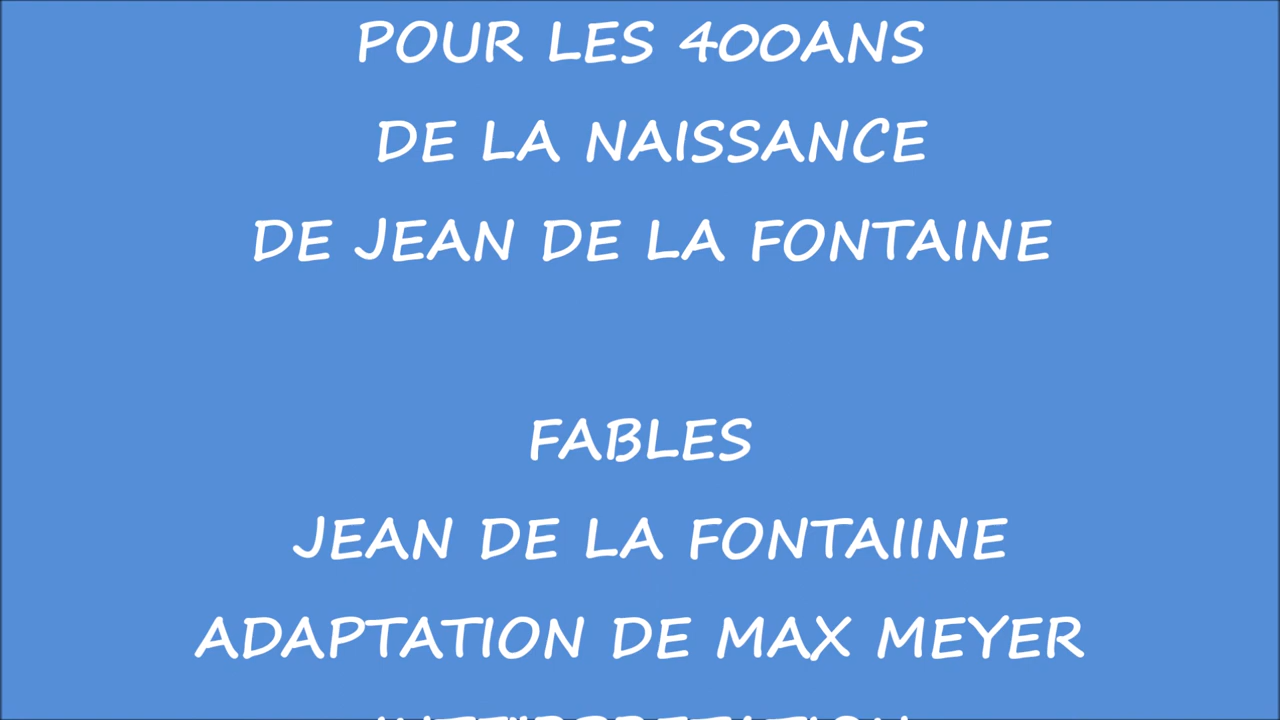 POUR LES 400ANS
DE LA NAISSANCE
DE JEAN DE LA FONTAINE
FABLES
JEAN DE LA FONTAIINE
ADAPTATION DE MAX MEYER